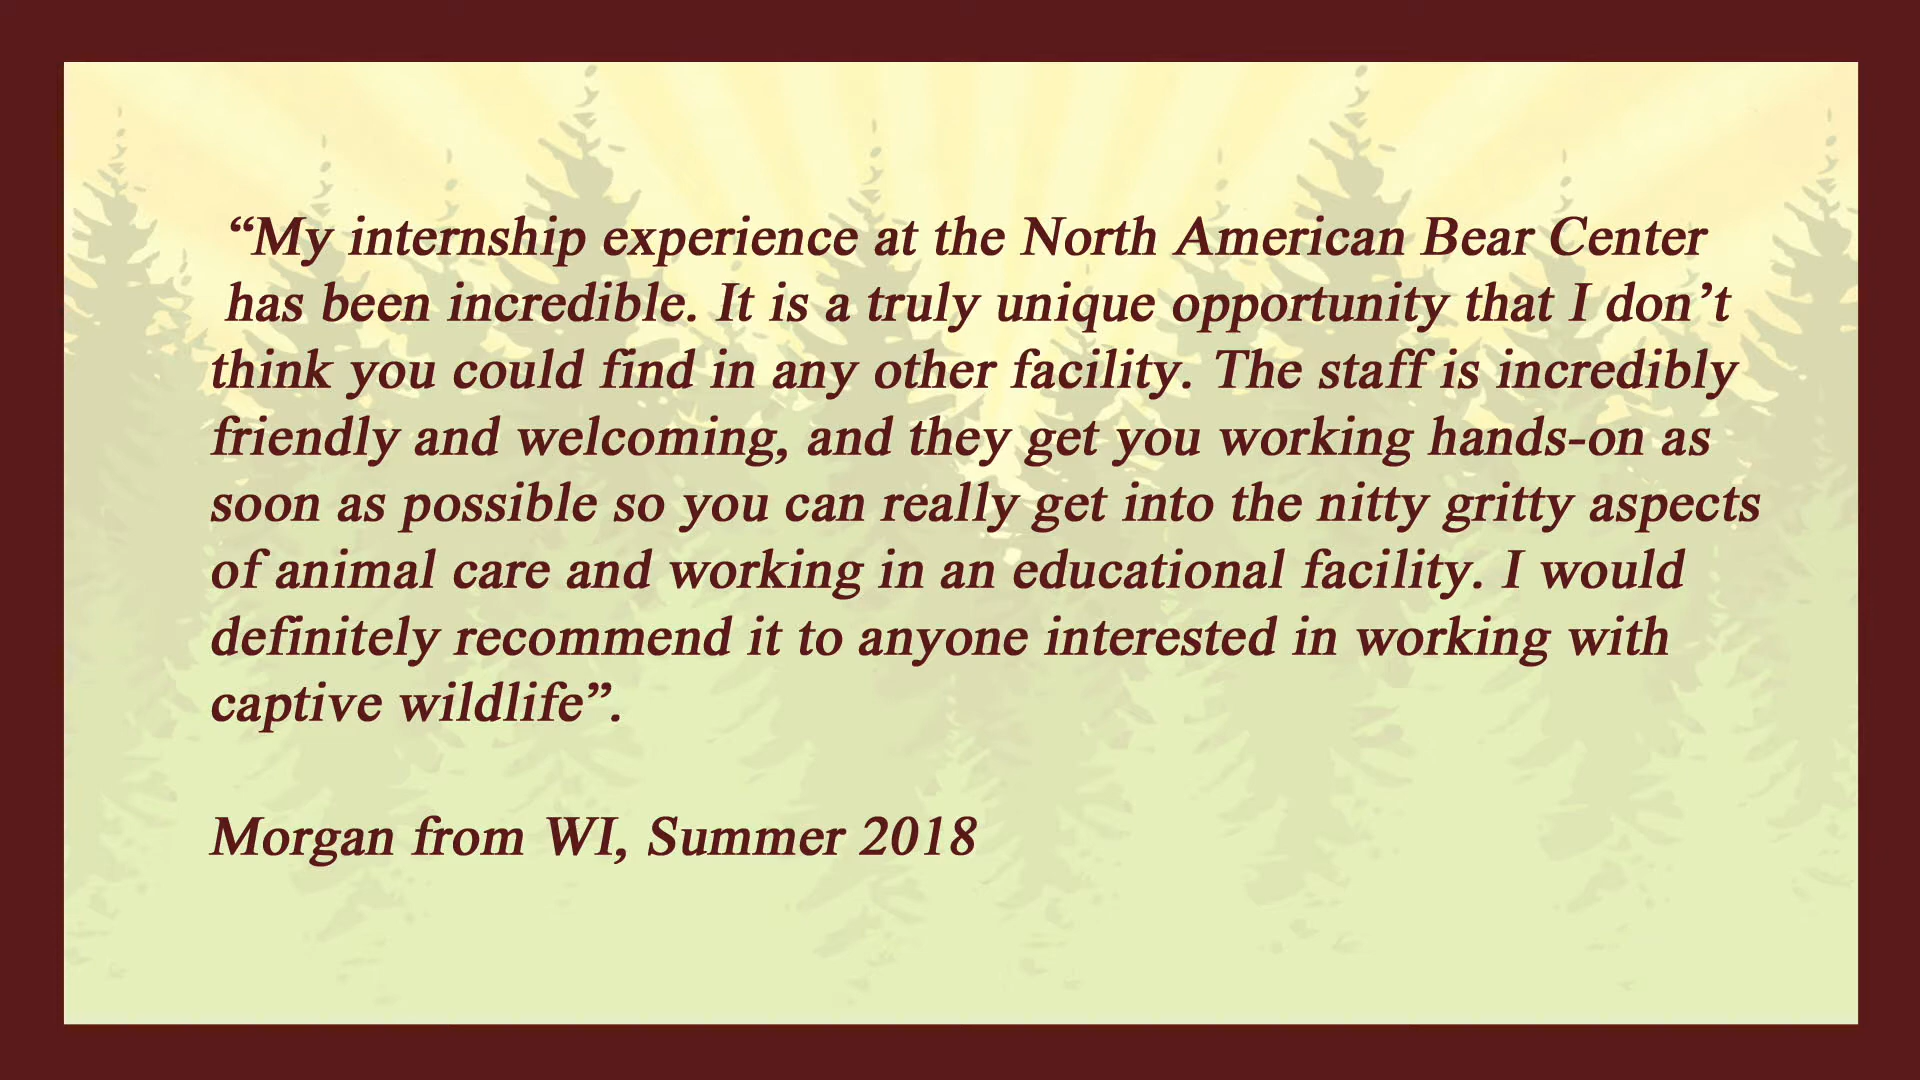 “My internship experience at the North American Bear Center
has been incredible. It is a truly unique opportunity that I don’t
think you could find in any other facility. The staff is incredibly
friendly and welcoming, and they get you working hands-on as
soon as possible so you can really get into the nitty gritty aspects
of animal care and working in an educational facility. I would
definitely recommend it to anyone interested in working with
captive wildlife”.
Morgan from WI, Summer 2018